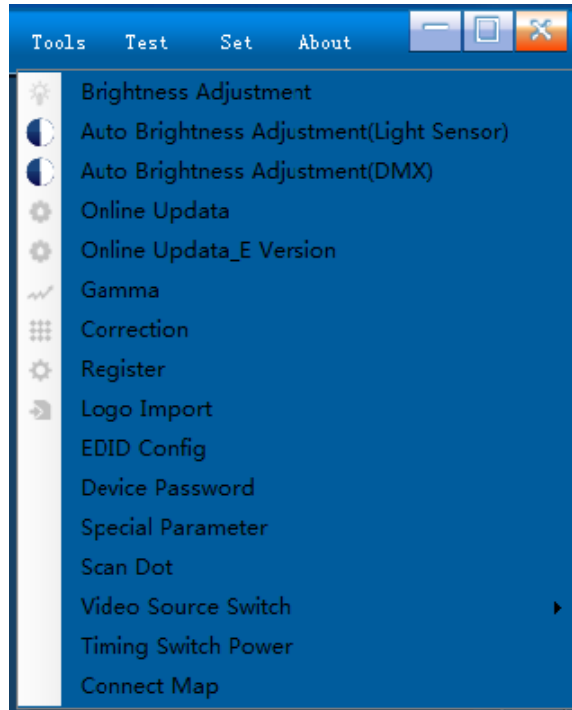 Tools Test Set About
Brightness Adjustment
Auto Brightness Adjustment(Light Sensor)
Auto Brightness Adjustment(DMX)
Online Updata
Online Updata_E Version
Gamma
Correction
Register
Logo Import
EDID Config
Device Password
Special Parameter
Scan Dot
Video Source Switch
Timing Switch Power
Connect Map